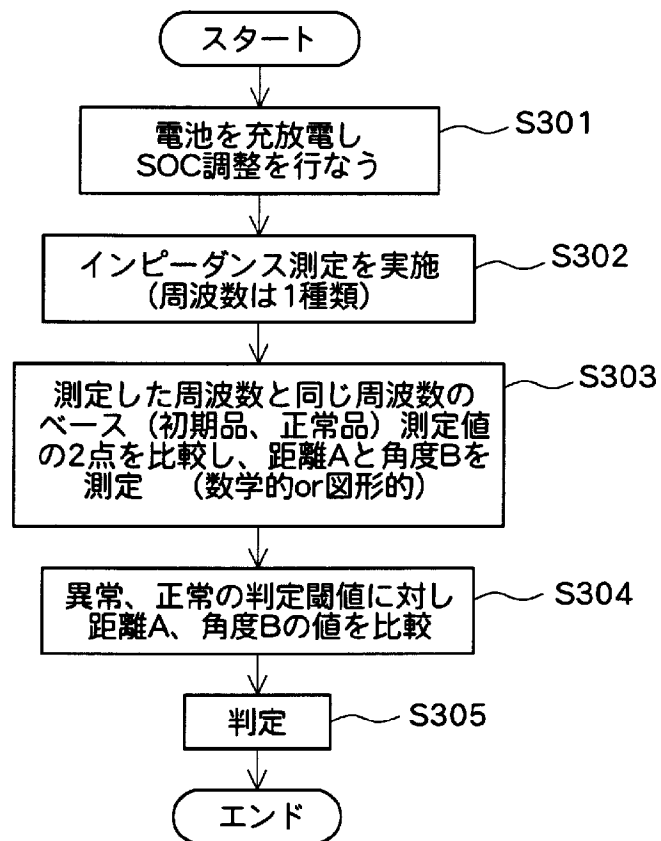 スタート
電池を充放電し
SOC調整を行なう
S301
インピーダンス測定を実施
(周波数は1種類)
S302
測定した周波数と同じ周波数の
ベース(初期品、正常品)測定値
の2点を比較し、距離Aと角度Bを
測定 (数学的or図形的)
S303
異常、正常の判定閾値に対し
距離A、角度Bの値を比較
S304
判定
S305
エンド